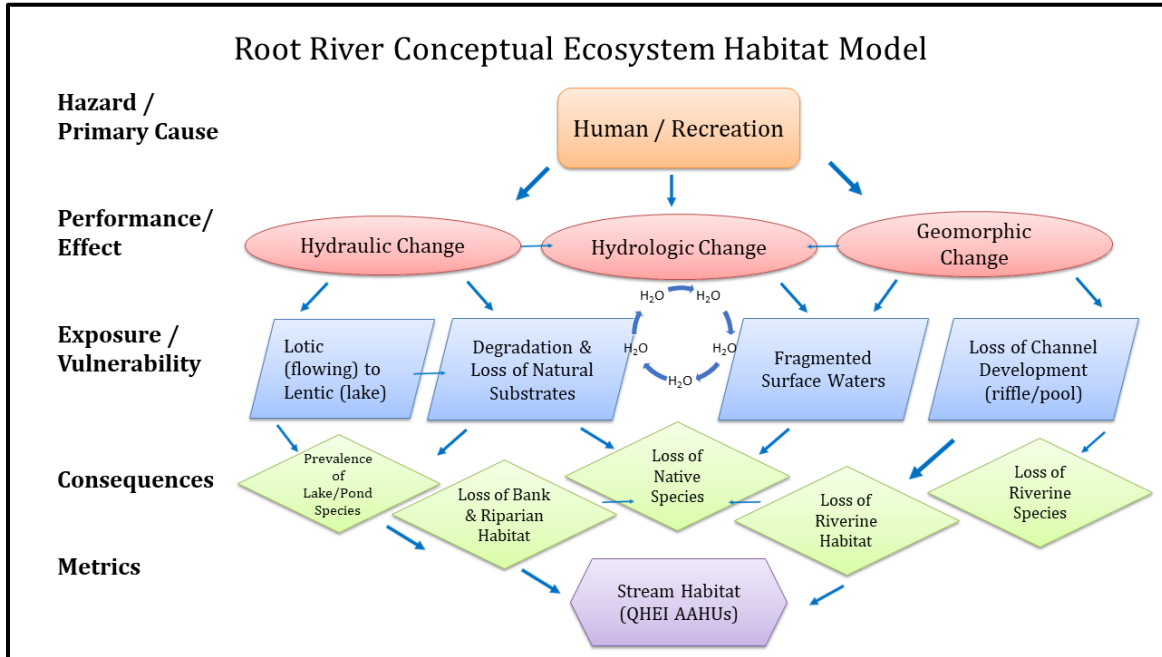 Root River Conceptual Ecosystem Habitat Model
Hazard /
Primary Cause
Human / Recreation
Performance/
Effect
Hydraulic Change
Hydrologic Change
Geomorphic
Change
H₂O
H₂O
H₂O
H₂O
H₂O
Exposure /
Vulnerability
Lotic
(flowing) to
Lentic (lake)
Degradation &
Loss of Natural
Substrates
Fragmented
Surface Waters
Loss of Channel
Development
(riffle/pool)
Consequences
Prevalence
of
Lake/Pond
Species
Loss of Bank
& Riparian
Habitat
Loss of
Native
Species
Loss of
Riverine
Habitat
Loss of
Riverine
Species
Metrics
Stream Habitat
(QHEI AAHUs)